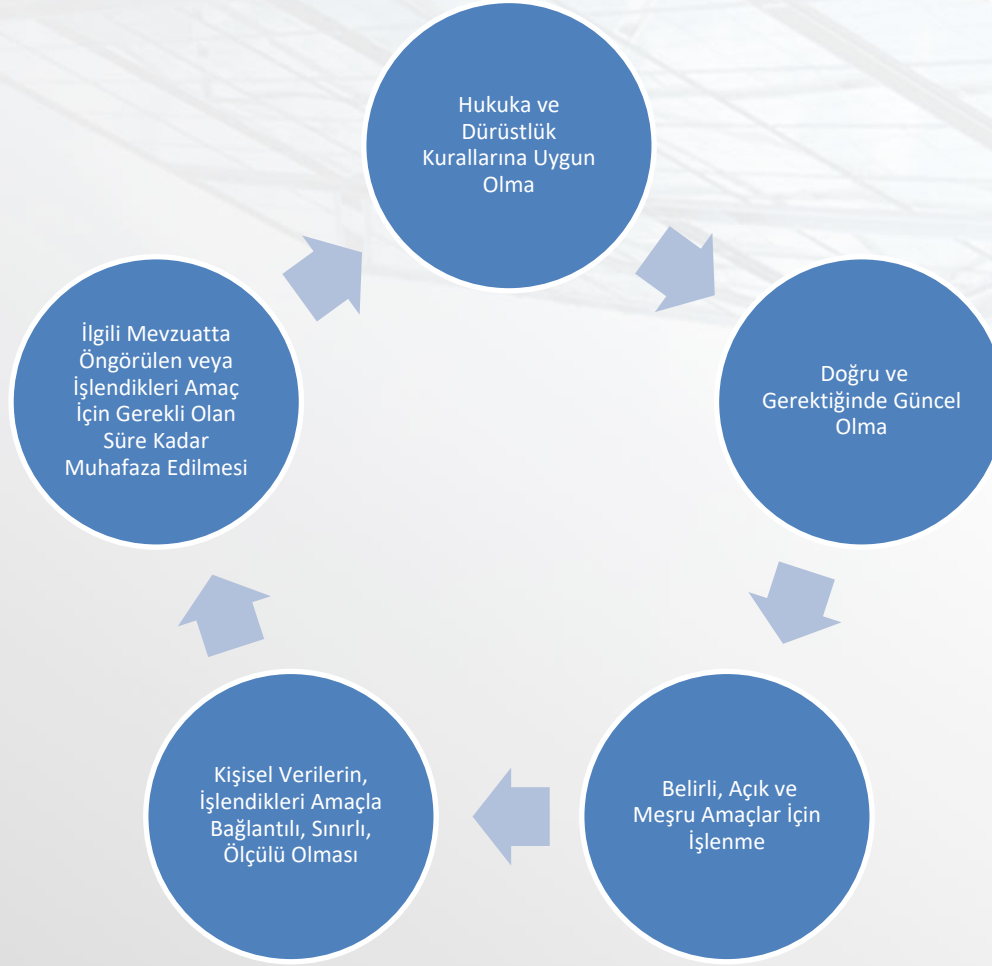 Hukuka ve
Dürüstlük
Kurallarına Uygun
Olma
Doğru ve
Gerektiğinde Güncel
Olma
Belirli, Açık ve
Meşru Amaçlar İçin
İşlenme
Kişisel Verilerin,
İşlendikleri Amaçla
Bağlantılı, Sınırlı,
Ölçülü Olması
İlgili Mevzuatta
Öngörülen veya
İşlendikleri Amaç
İçin Gerekli Olan
Süre Kadar
Muhafaza Edilmesi